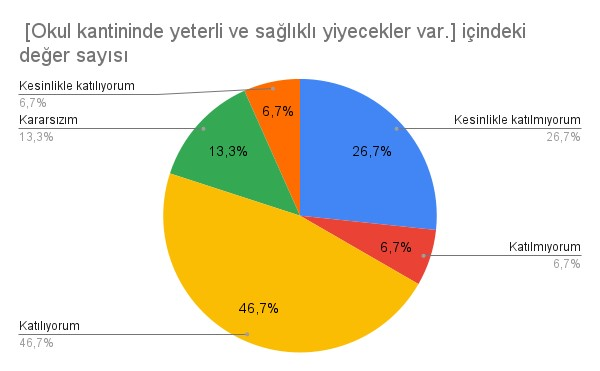 [Okul kantininde yeterli ve sağlıklı yiyecekler var.] içindeki
değer sayısı
Kesinlikle katılıyorum
6,7%
Kararsızım
13,3%
Katılıyorum
46,7%
Kesinlikle katılmıyorum
26,7%
Katılmıyorum
6,7%
6,7%
26,7%
13,3%
6,7%
46,7%